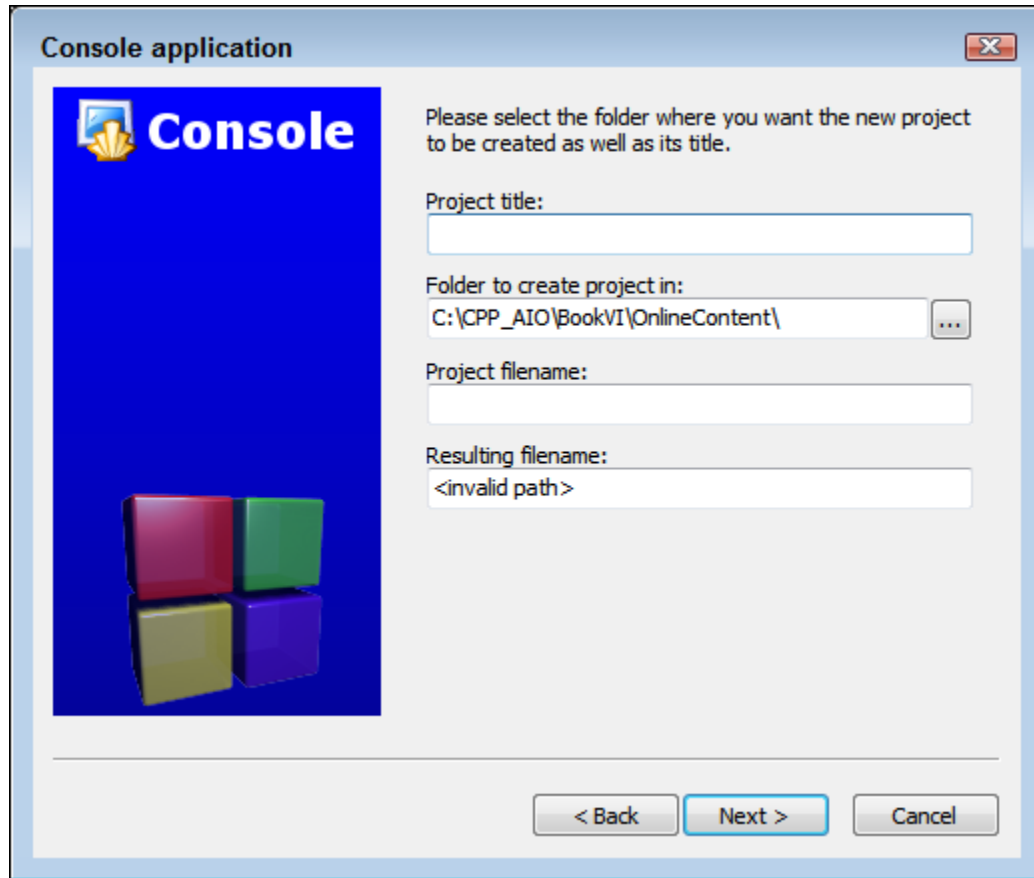 Console application
Console
Please select the folder where you want the new project
to be created as well as its title.
Project title:
Folder to create project in:
C:\CPP_AIO\BookVI\OnlineContent\
...
Project filename:
Resulting filename:
<invalid path>
< Back
Next >
Cancel